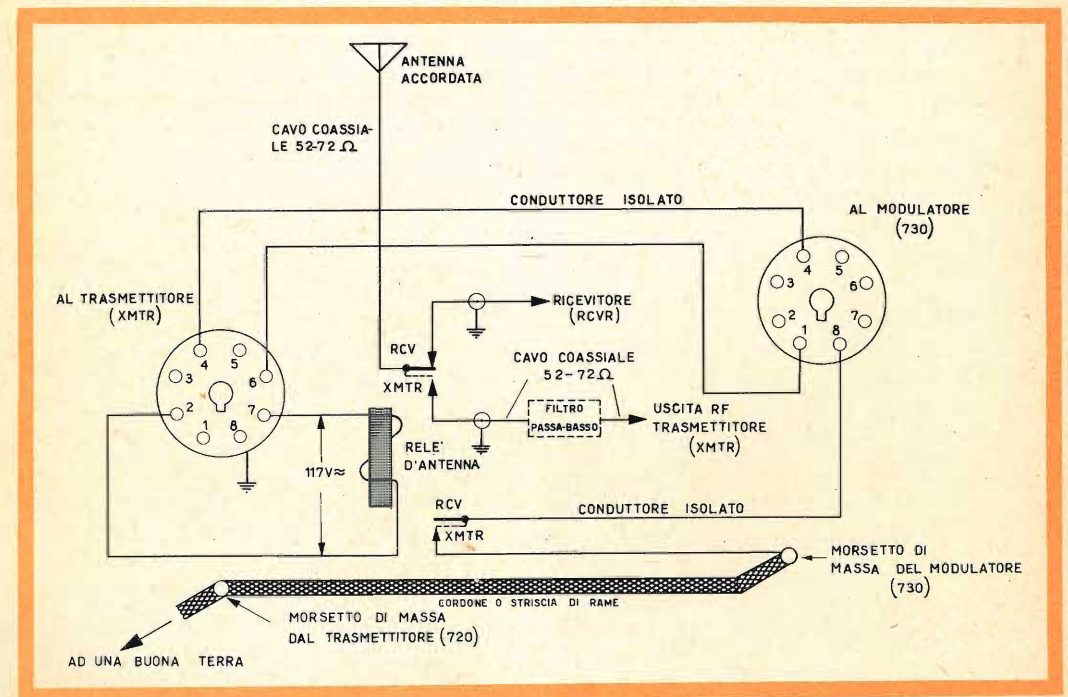 ANTENNA
ACCORDATA
CAVO COASSIA-
LE 52-72 Ω
CONDUTTORE ISOLATO
AL MODULATORE
(730)
4
5
3
6
2
7
1
8
AL TRASMETTITORE
(XMTR)
4
5
3
6
2
7
1
8
RICEVITORE
(RCVR)
RCV
XMTR
CAVO COASSIALE
52-72Ω
FILTRO
PASSA-BASSO
USCITA RF
TRASMETTITORE
(XMTR)
117V≈
RELE'
D'ANTENNA
RCV
XMTR
CONDUTTORE ISOLATO
MORSETTO DI
MASSA DEL MODULATORE
(730)
CORDONE O STRISCIA DI RAME
MORSETTO DI MASSA
DAL TRASMETTITORE (720)
AD UNA BUONA TERRA